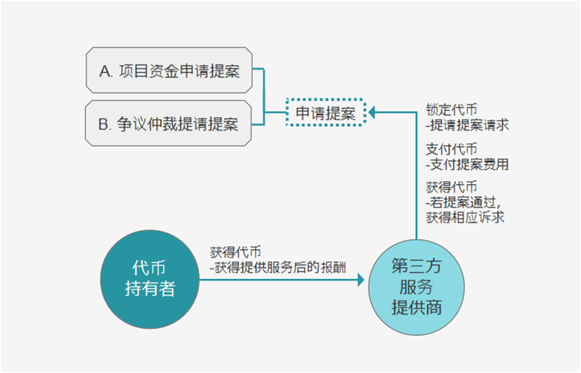 A. 项目资金申请提案
B. 争议仲裁提请提案
申请提案
锁定代币
-提请提案请求
支付代币
-支付提案费用
获得代币
-若提案通过，
获得相应诉求
代币
持有者
获得代币
-获得提供服务后的报酬
第三方
服务
提供商